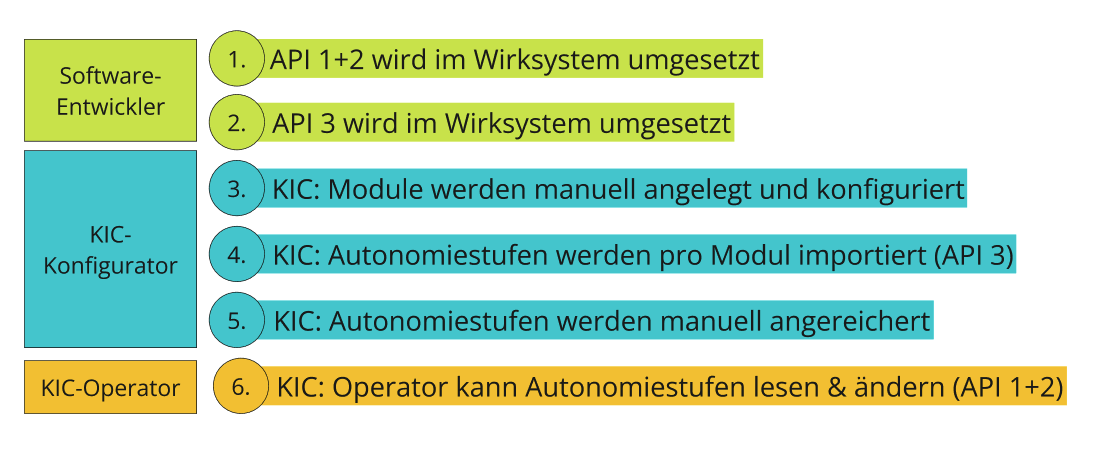 Software-
Entwickler
1. API 1+2 wird im Wirksystem umgesetzt
2. API 3 wird im Wirksystem umgesetzt
KIC-
Konfigurator
3. KIC: Module werden manuell angelegt und konfiguriert
4. KIC: Autonomiestufen werden pro Modul importiert (API 3)
5. KIC: Autonomiestufen werden manuell angereichert
KIC-Operator
6. KIC: Operator kann Autonomiestufen lesen & ändern (API 1+2)